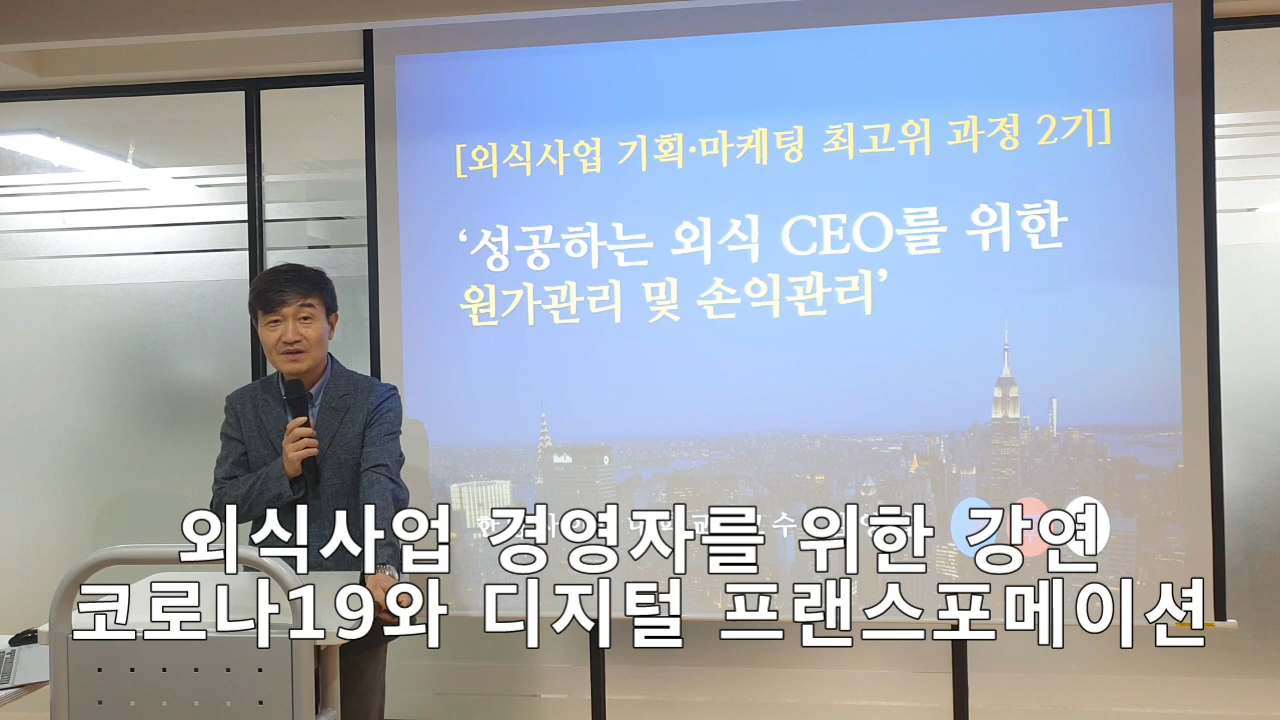 [외식사업 기획·마케팅 최고위 과정 2기]
‘성공하는 외식 CEO를 위한
원가관리 및 손익관리’
외식사업 경영자를 위한 강연
코로나19와 디지털 프랜스포메이션